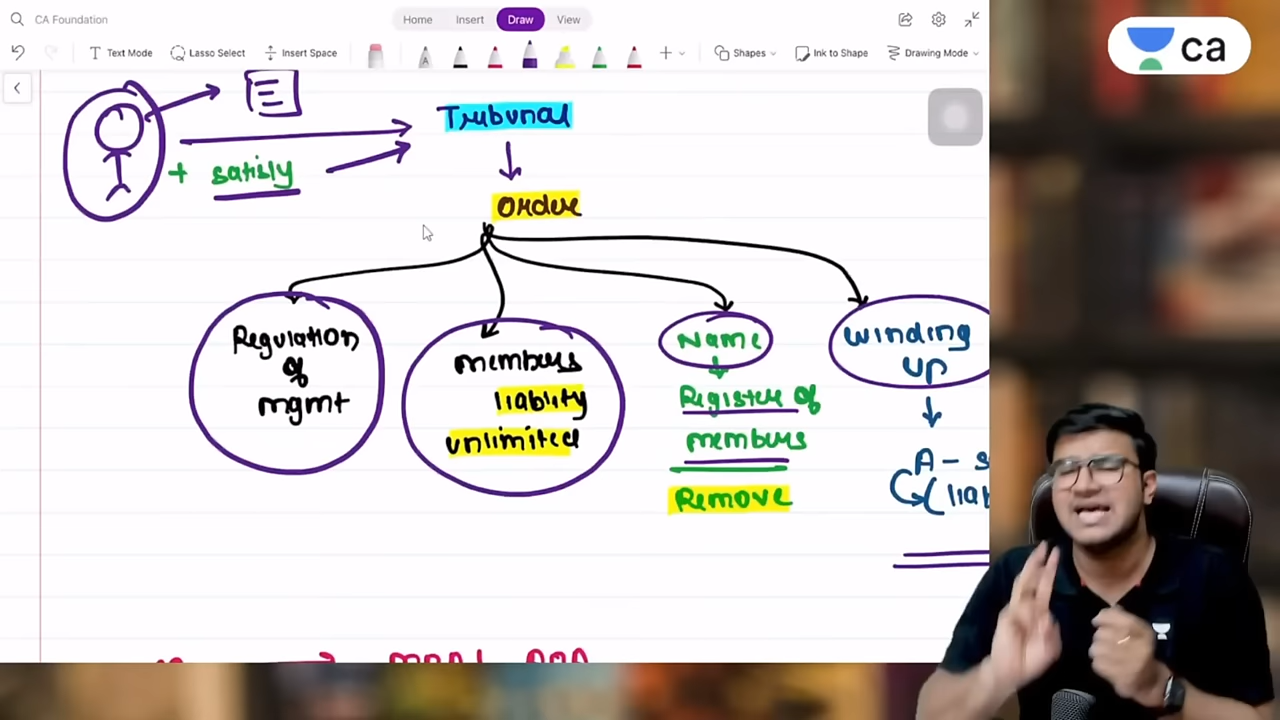 CA Foundation
Home Insert Draw View
ca
Text Mode Lasso Select Insert Space A Shapes Ink to Shape Drawing Mode
Tribunal
+ satisfy
Order
Regulation
of
mgmt
members
liability
unlimited
Name
Register of
members
Remove
winding
up
A - s
(liab